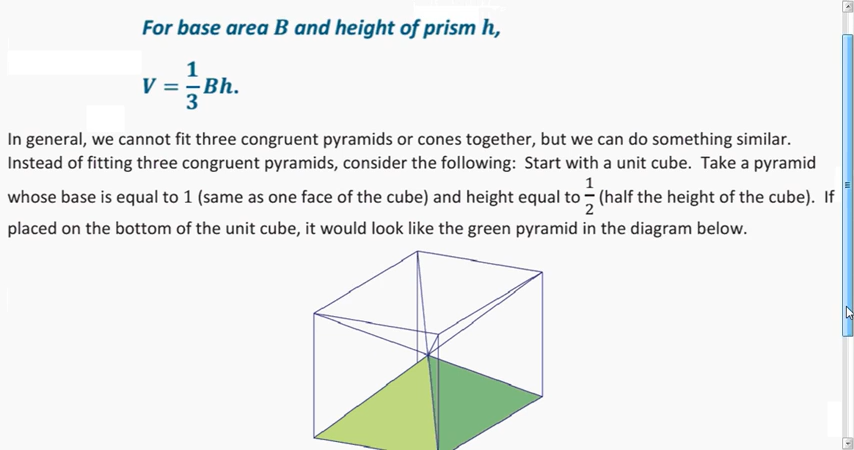 For base area B and height of prism h,
V = 1/3 Bh.
In general, we cannot fit three congruent pyramids or cones together, but we can do something similar.
Instead of fitting three congruent pyramids, consider the following: Start with a unit cube. Take a pyramid
whose base is equal to 1 (same as one face of the cube) and height equal to 1/2 (half the height of the cube). If
placed on the bottom of the unit cube, it would look like the green pyramid in the diagram below.